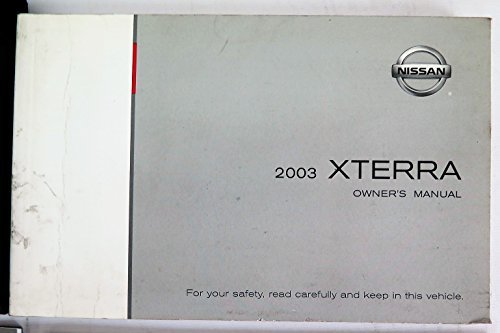 NISSAN
2003 XTERRA
OWNER'S MANUAL
For your safety, read carefully and keep in this vehicle.